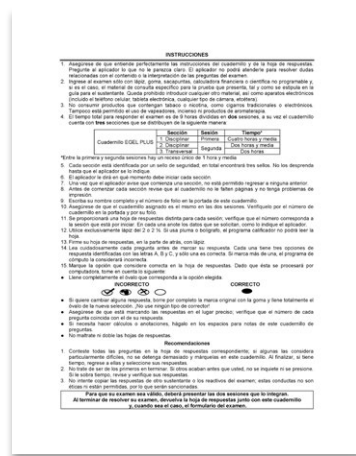 INSTRUCCIONES
1. Asegúrese de que entiende perfectamente las instrucciones del cuadernillo y de la hoja de respuestas.
Pregunte al aplicador lo que no le parezca claro. El aplicador no podrá atenderle para resolver dudas
relacionadas con el contenido o la interpretación de las preguntas del examen.
2. Ingrese al examen sólo con lápiz, goma, sacapuntas, calculadora financiera o científica no programable y,
si es el caso, el material de consulta específico para la prueba que presenta, tal y como se estipula en la
guía para el sustentante. Queda prohibido introducir cualquier otro material, así como aparatos electrónicos
(incluido el teléfono celular, tableta electrónica, cualquier tipo de cámara, etcétera).
3. No consuma productos que contengan tabaco o nicotina, como cigarros tradicionales o electrónicos.
Tampoco está permitido el uso de vapeadores, incienso ni productos de aromaterapia.
4. El tiempo total para responder el examen es de 9 horas divididas en dos sesiones, a su vez el cuadernillo
cuenta con tres secciones que se distribuyen de la siguiente manera
Sección Sesión Tiempo*
Cuadernillo EGEL PLUS 1 Disciplinar Primera Cuatro horas y media
2 Disciplinar Segunda Dos horas y media
3 Transversal Dos horas
*Entre la primera y segunda sesiones hay un receso único de 1 hora y media
5. Cada sección está identificada por un sello de seguridad, en total encontrará tres sellos. No los desprenda
hasta que el aplicador se lo indique.
6. El aplicador le dirá en qué momento debe iniciar cada sección.
7. Una vez que el aplicador avise que comienza una sección, no está permitido regresar a ninguna anterior.
8. Antes de comenzar cada sección revise que al cuadernillo no le falten páginas y no tenga problemas de
impresión.
9. Escriba su nombre completo y el número de folio en la portada de este cuadernillo.
10. Asegúrese de que el cuadernillo asignado es el mismo en las dos sesiones. Verifíquelo por el número de
cuadernillo en la portada y por su folio.
11. Se proporcionará una hoja de respuestas distinta para cada sesión, verifique que el número corresponda a
la sesión que está por iniciar. En cada una anote los datos que se solicitan, como lo indique el aplicador.
12. Utilice exclusivamente lápiz del 2 o 2 ½. Si usa pluma o bolígrafo, el programa calificador no podrá leer la
hoja.
13. Firme su hoja de respuestas, en la parte de atrás, con lápiz.
14. Lea cuidadosamente cada pregunta antes de marcar su respuesta. Cada una tiene tres opciones de
respuesta identificadas con las letras A, B y C, y sólo una es correcta. Si marca más de una, el programa de
cómputo la considerará incorrecta.
15. Marque la opción que considere correcta en la hoja de respuestas. Dado que ésta se procesará por
computadora, tome en cuenta lo siguiente:
● Llene completamente el óvalo que corresponda a la opción elegida.
INCORRECTO CORRECTO
● Si quiere cambiar alguna respuesta, borre por completo la marca original con la goma y llene totalmente el
óvalo de la nueva selección. ¡No use ningún tipo de corrector!
● Asegúrese de que está marcando las respuestas en el lugar preciso; verifique que el número de cada
pregunta coincida con el de su respuesta.
● Si necesita hacer cálculos o anotaciones, hágalo en los espacios para notas de este cuadernillo de
preguntas.
● No maltrate ni doble las hojas de respuestas.
Recomendaciones
1. Conteste todas las preguntas en la hoja de respuestas correspondiente; si algunas las considera
particularmente difíciles, no se detenga demasiado y márquelas en este cuadernillo. Al finalizar, si tiene
tiempo, regrese a ellas y seleccione sus respuestas.
2. No trate de ser de los primeros en terminar. Si otros acaban antes que usted, no se inquiete ni se presione.
Si le sobra tiempo, revise y verifique sus respuestas.
3. No intente copiar las respuestas de otro sustentante o los reactivos del examen; estas conductas no son
éticas ni están permitidas, por lo que serán sancionadas.
Para que su examen sea válido, deberá presentar las dos sesiones que lo integran.
Al terminar de resolver su examen, devuelva la hoja de respuestas junto con este cuadernillo
y, cuando sea el caso, el formulario del examen.